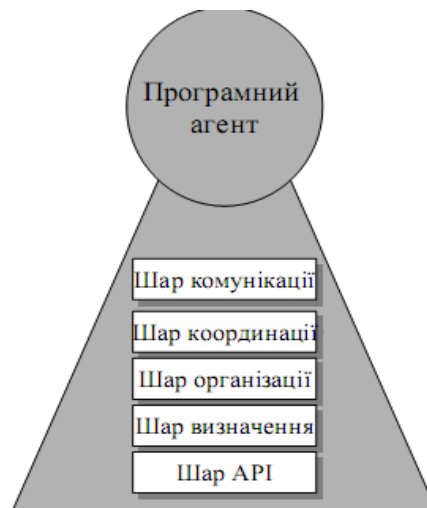 Програмний
агент
Шар комунікації
Шар координації
Шар організації
Шар визначення
Шар API